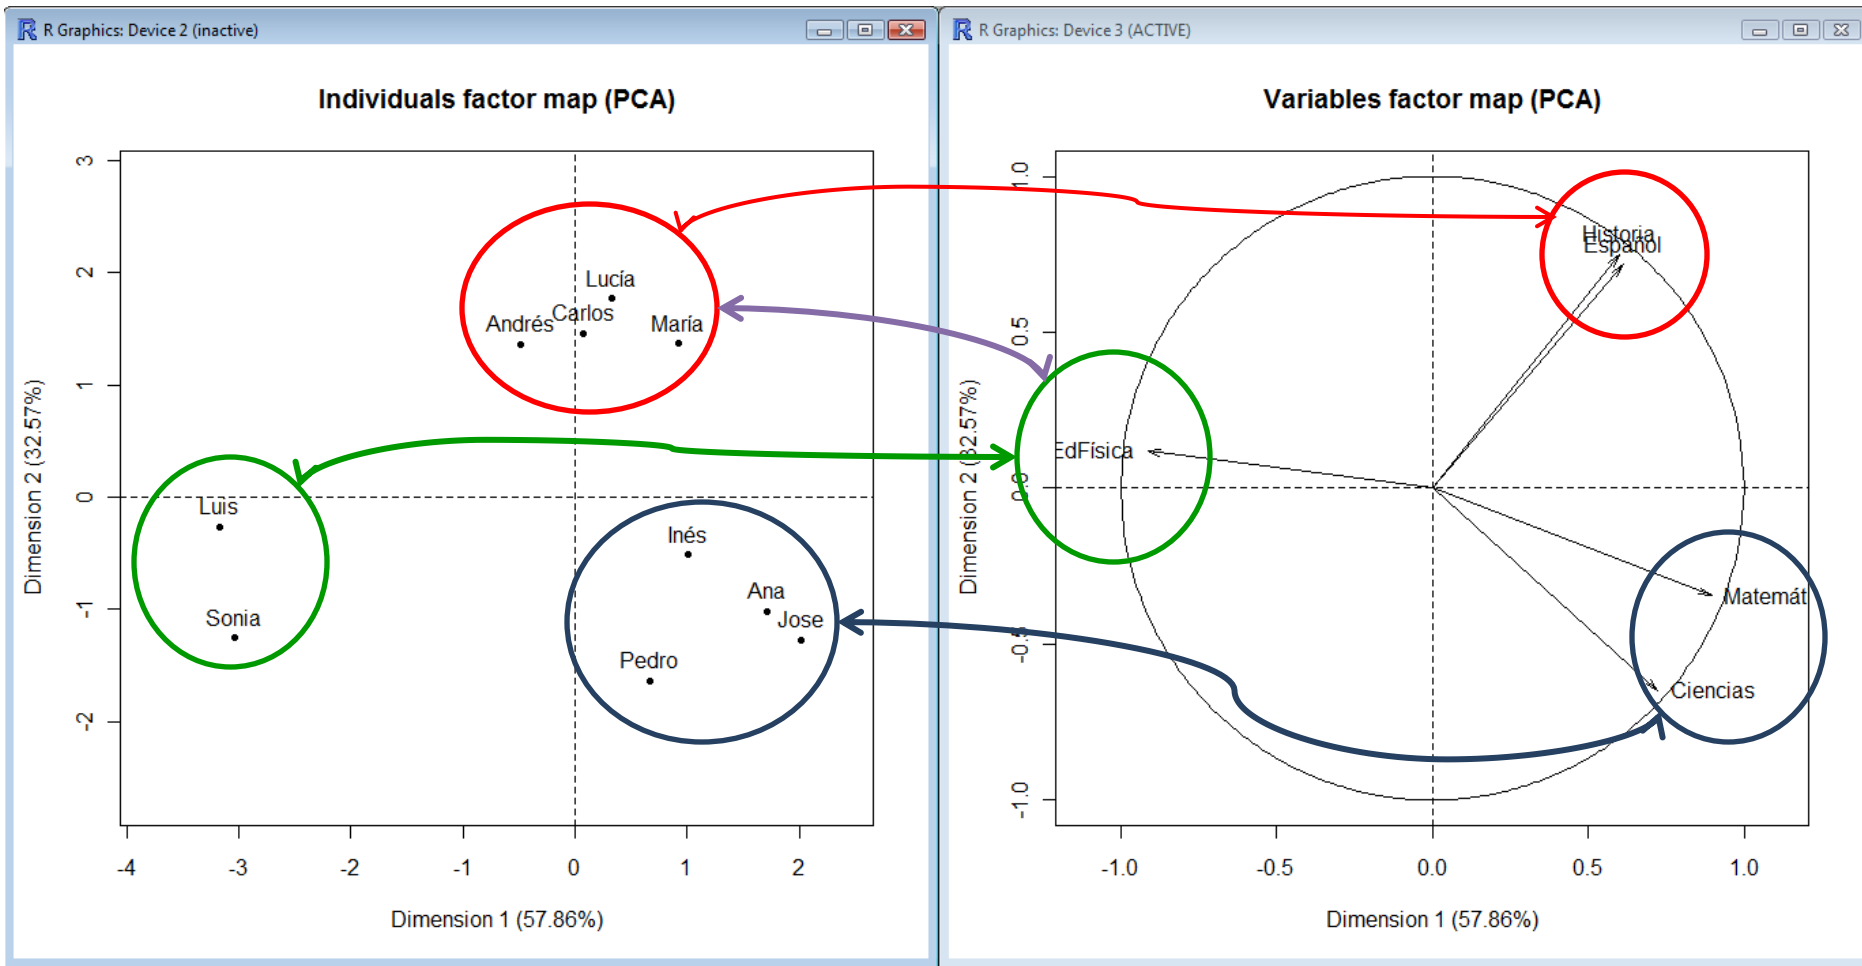 R Graphics: Device 2 (inactive)
Individuals factor map (PCA)
3
2
1
0
-1
-2
Dimension 2 (32.57%)
Lucía
Carlos
Andrés
María
Luis
Sonia
Inés
Ana
Jose
Pedro
-4 -3 -2 -1 0 1 2
Dimension 1 (57.86%)
R Graphics: Device 3 (ACTIVE)
Variables factor map (PCA)
1.0
0.5
0.0
-0.5
-1.0
Dimension 2 (32.57%)
Historia
Español
EdFísica
Matemát
Ciencias
-1.0 -0.5 0.0 0.5 1.0
Dimension 1 (57.86%)